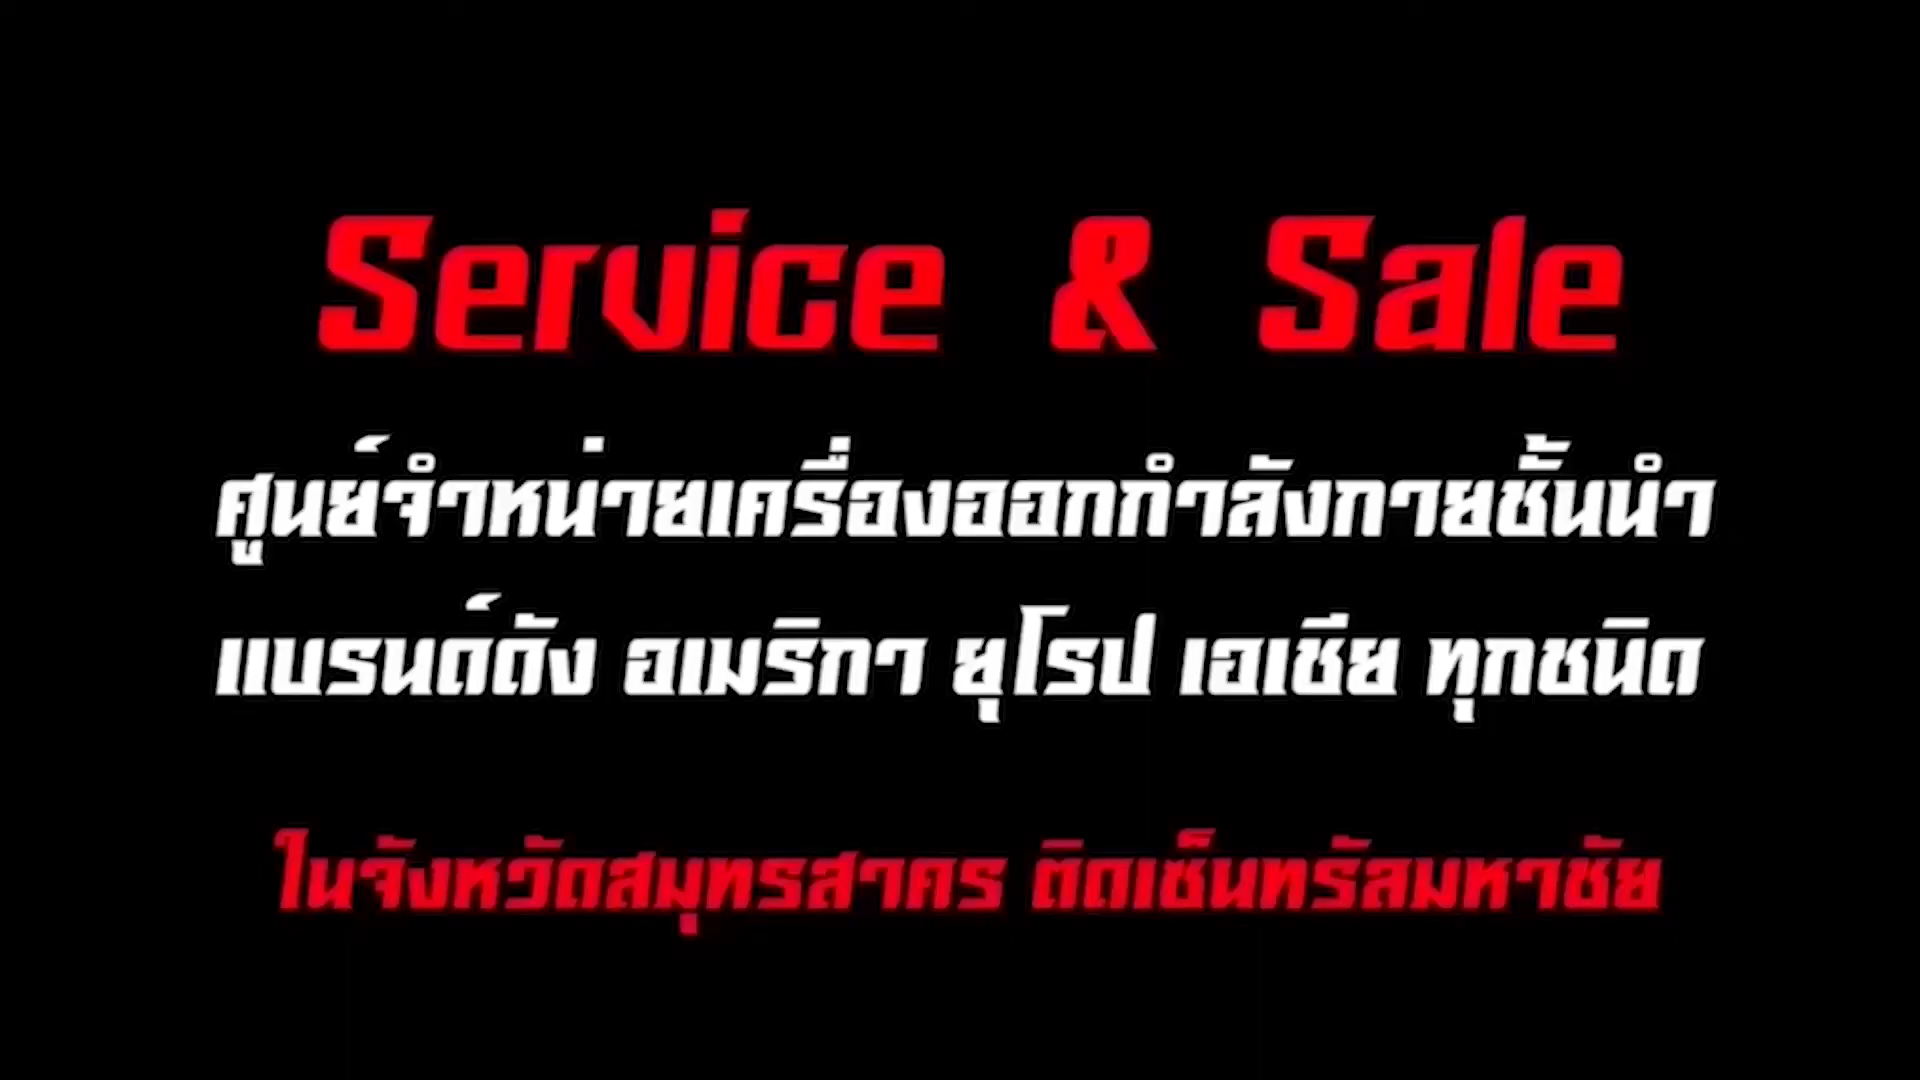 Service & Sale
ศูนย์จำหน่ายเครื่องออกกำลังกายชั้นนำ
แบรนด์ดัง อเมริกา ยุโรป เอเชีย ทุกชนิด
ในจังหวัดสมุทรสาคร ติดเซ็นทรัลมหาชัย